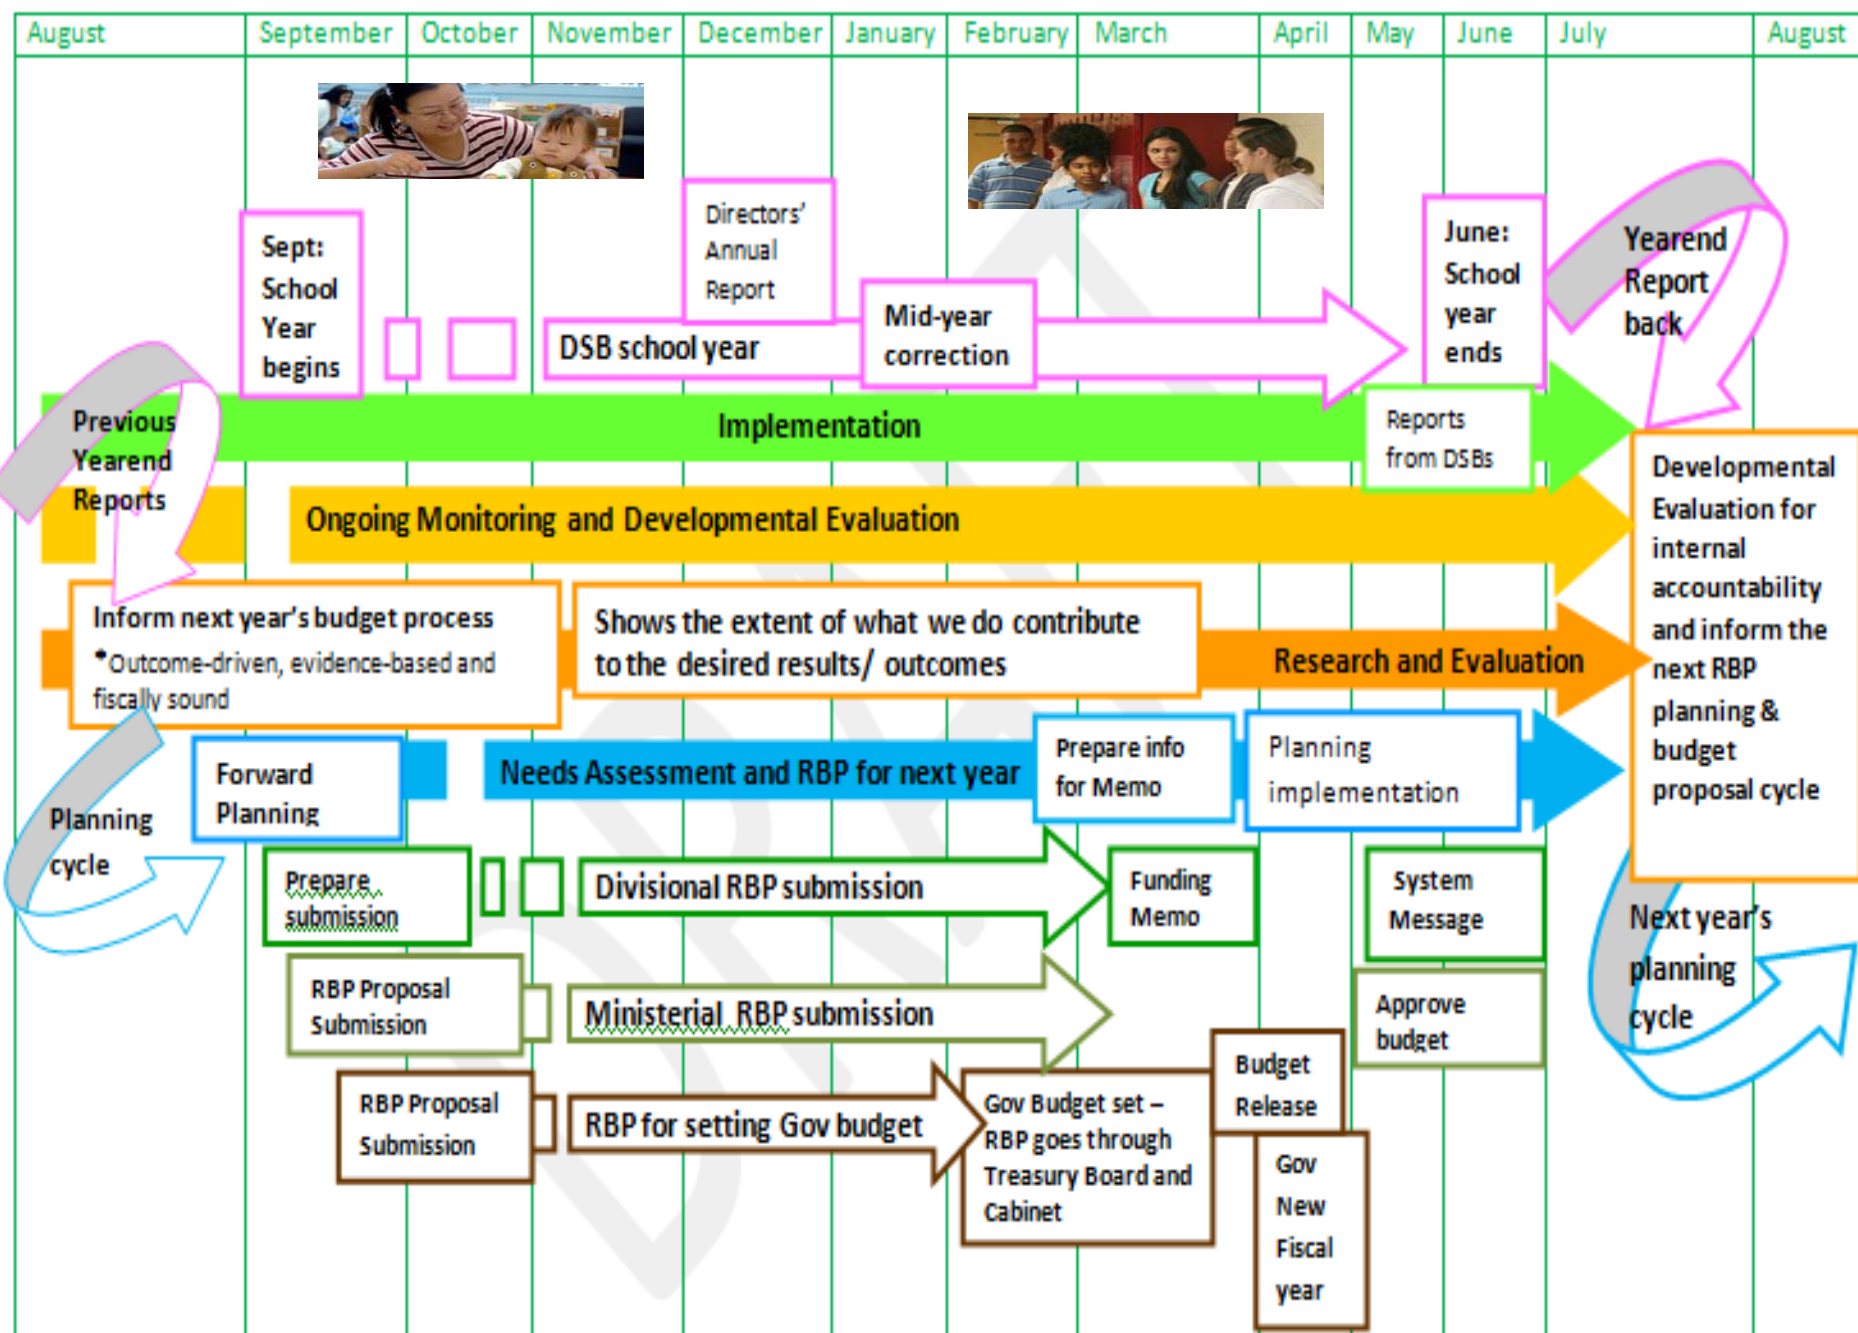 August
September
October
November
December
January
February
March
April
May
June
July
August
Sept:
School
Year
begins
Directors'
Annual
Report
DSB school year
Mid-year
correction
June:
School
year
ends
Yearend
Report
back
Previous
Yearend
Reports
Implementation
Reports
from DSBs
Ongoing Monitoring and Developmental Evaluation
Inform next year's budget process
*Outcome-driven, evidence-based and
fiscally sound
Shows the extent of what we do contribute
to the desired results/ outcomes
Research and Evaluation
Developmental
Evaluation for
internal
accountability
and inform the
next RBP
planning &
budget
proposal cycle
Planning
cycle
Forward
Planning
Needs Assessment and RBP for next year
Prepare info
for Memo
Planning
implementation
Prepare
submission
Divisional RBP submission
Funding
Memo
System
Message
Next year's
planning
cycle
RBP Proposal
Submission
Ministerial RBP submission
Approve
budget
RBP Proposal
Submission
RBP for setting Gov budget
Gov Budget set –
RBP goes through
Treasury Board and
Cabinet
Budget
Release
Gov
New
Fiscal
year
DRAFT